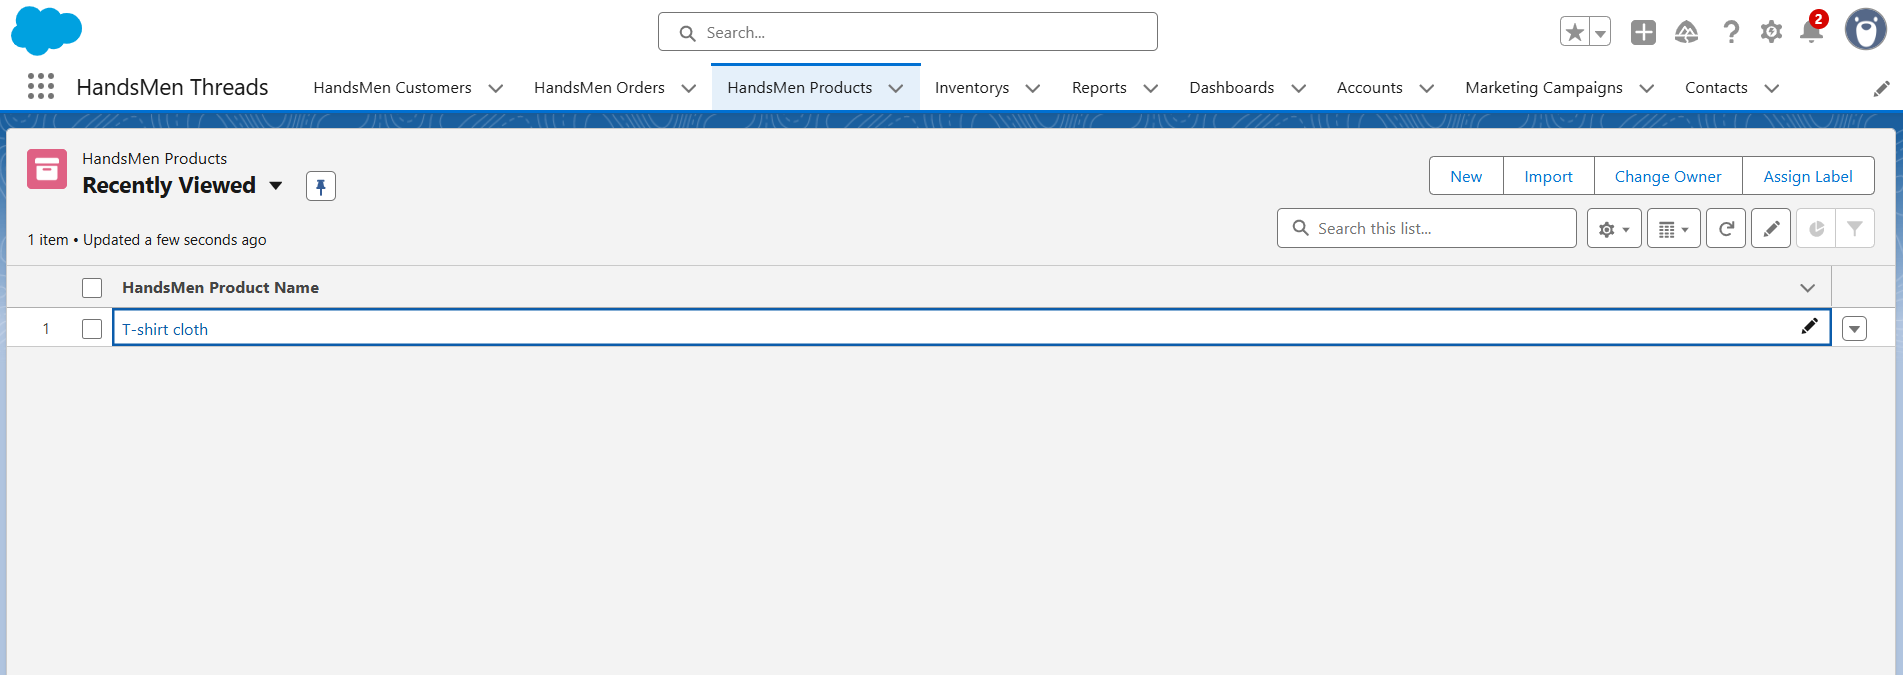 Search...
2
HandsMen Threads
HandsMen Customers
HandsMen Orders
HandsMen Products
Inventorys
Reports
Dashboards
Accounts
Marketing Campaigns
Contacts
HandsMen Products
Recently Viewed
New
Import
Change Owner
Assign Label
1 item • Updated a few seconds ago
Search this list...
HandsMen Product Name
1
T-shirt cloth